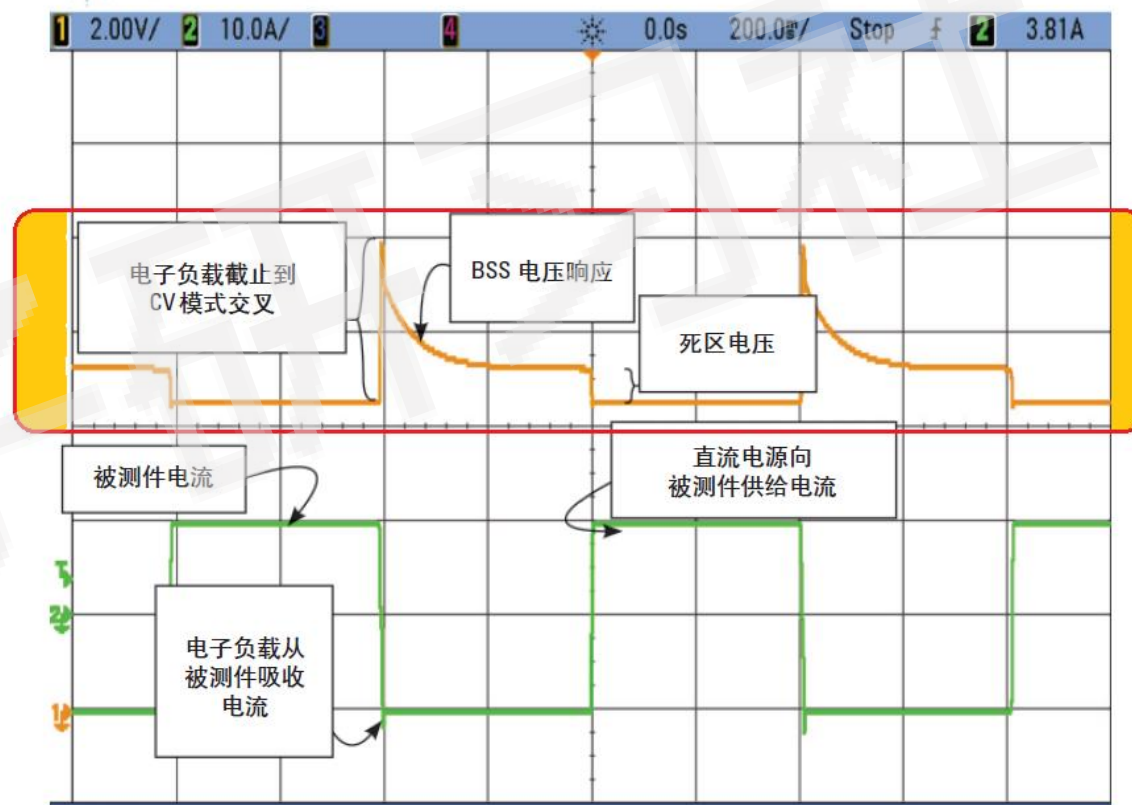 1 2.00V/ 2 10.0A/ 3 4 0.0s 200.0㎳/ Stop 2 3.81A
电子负载截止到
CV模式交叉
BSS 电压响应
死区电压
被测件电流
直流电源向
被测件供给电流
电子负载从
被测件吸收
电流
T
2
1